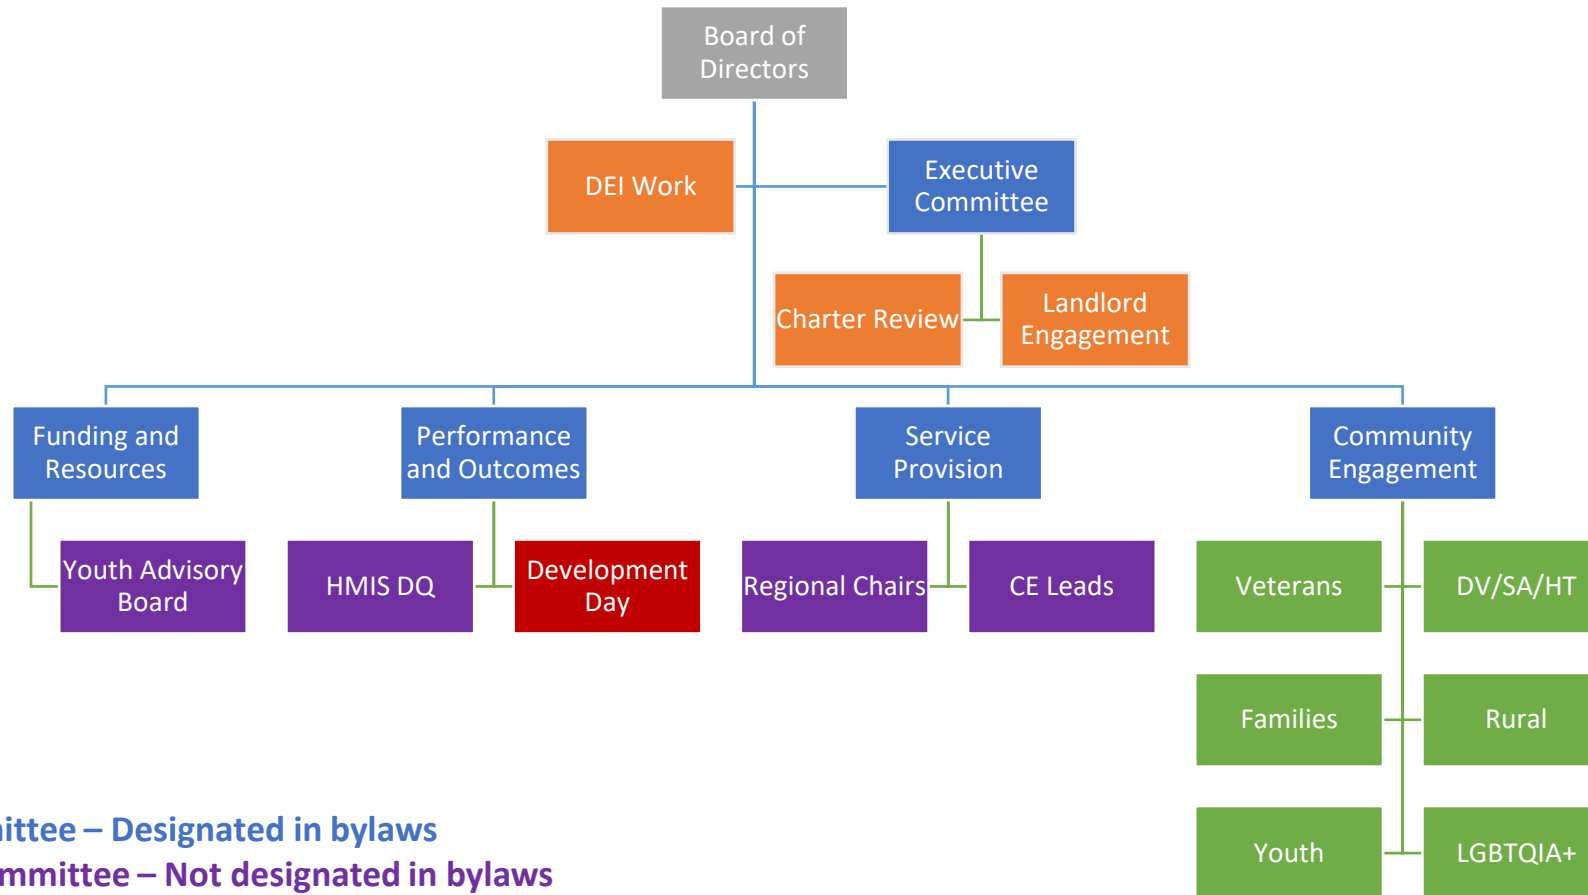 Board of
Directors
DEI Work
Executive
Committee
Charter Review
Landlord
Engagement
Funding and
Resources
Performance
and Outcomes
Service
Provision
Community
Engagement
Youth Advisory
Board
HMIS DQ
Development
Day
Regional Chairs
CE Leads
Veterans
DV/SA/HT
Families
Rural
Youth
LGBTQIA+
ittee – Designated in bylaws
mmittee – Not designated in bylaws